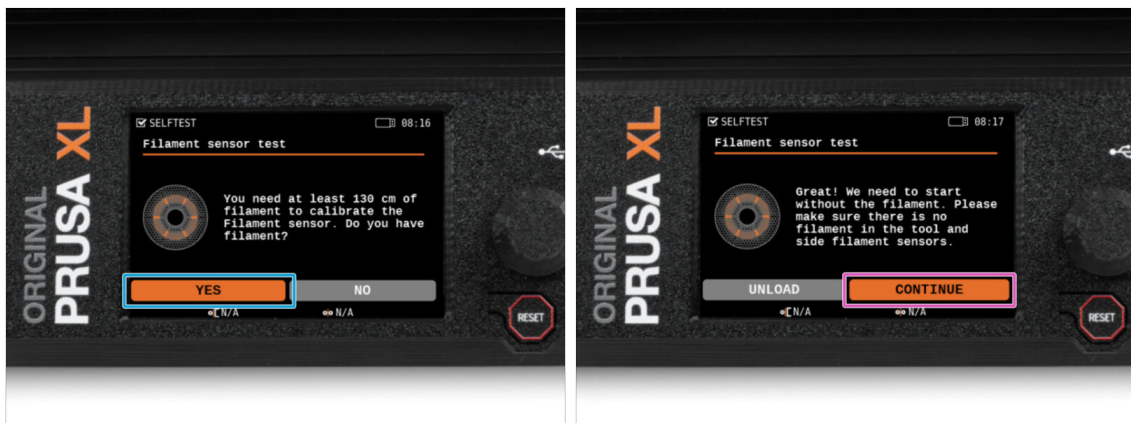 ORIGINAL
PRUSA XL
SELFTEST
08:16
Filament sensor test
You need at least 130 cm of
filament to calibrate the
Filament sensor. Do you have
filament?
YES
NO
N/A
N/A
RESET
ORIGINAL
PRUSA XL
SELFTEST
08:17
Filament sensor test
Great! We need to start
without the filament. Please
make sure there is no
filament in the tool and
side filament sensors.
UNLOAD
CONTINUE
N/A
N/A
RESET